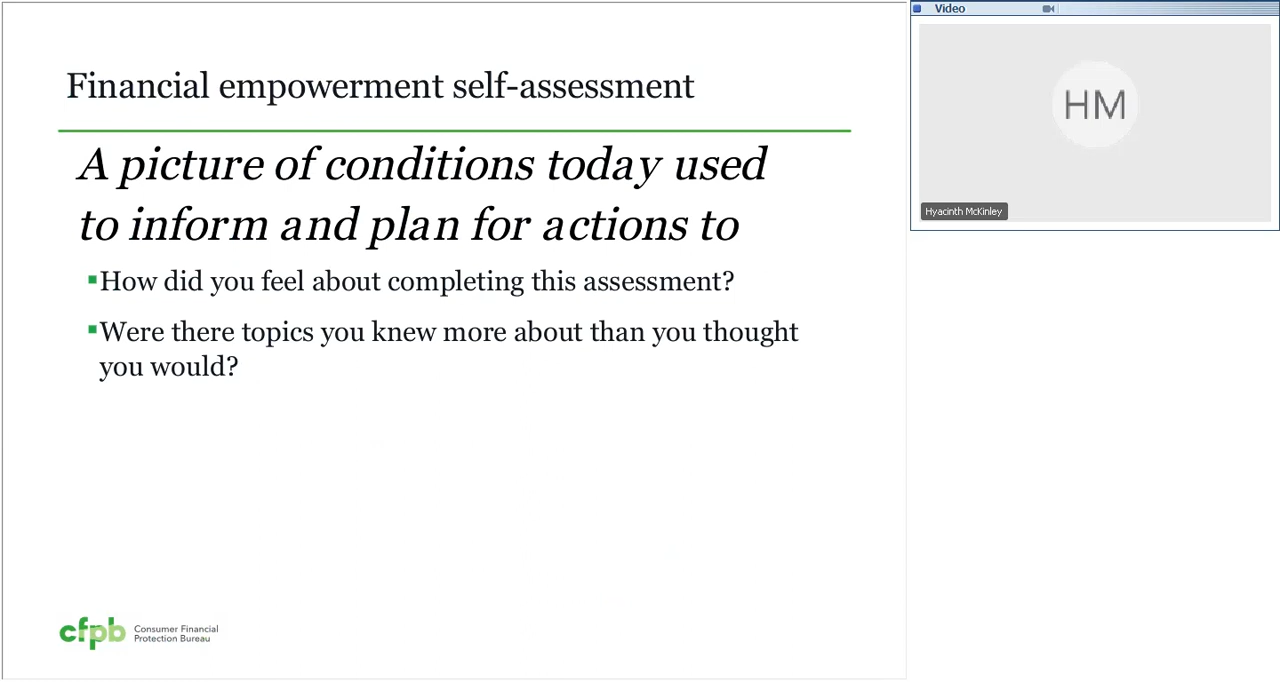 Financial empowerment self-assessment
A picture of conditions today used
to inform and plan for actions to
▪How did you feel about completing this assessment?
▪Were there topics you knew more about than you thought
you would?
cfpb Consumer Financial
Protection Bureau
Video
HM
Hyacinth McKinley